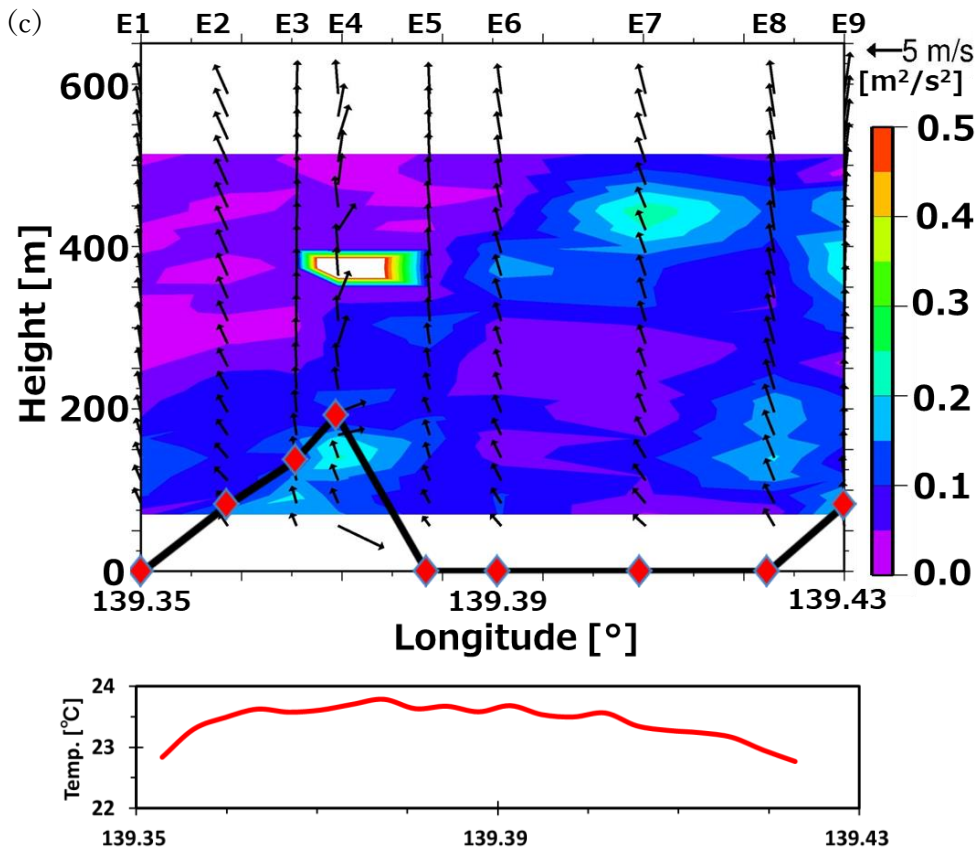 (c)
E1 E2 E3 E4 E5 E6 E7 E8 E9
5 m/s
[m²/s²]
600
400
200
0
Height [m]
0.5
0.4
0.3
0.2
0.1
0.0
139.35 139.39 139.43
Longitude [°]
24
23
22
Temp. [°C]
139.35 139.39 139.43